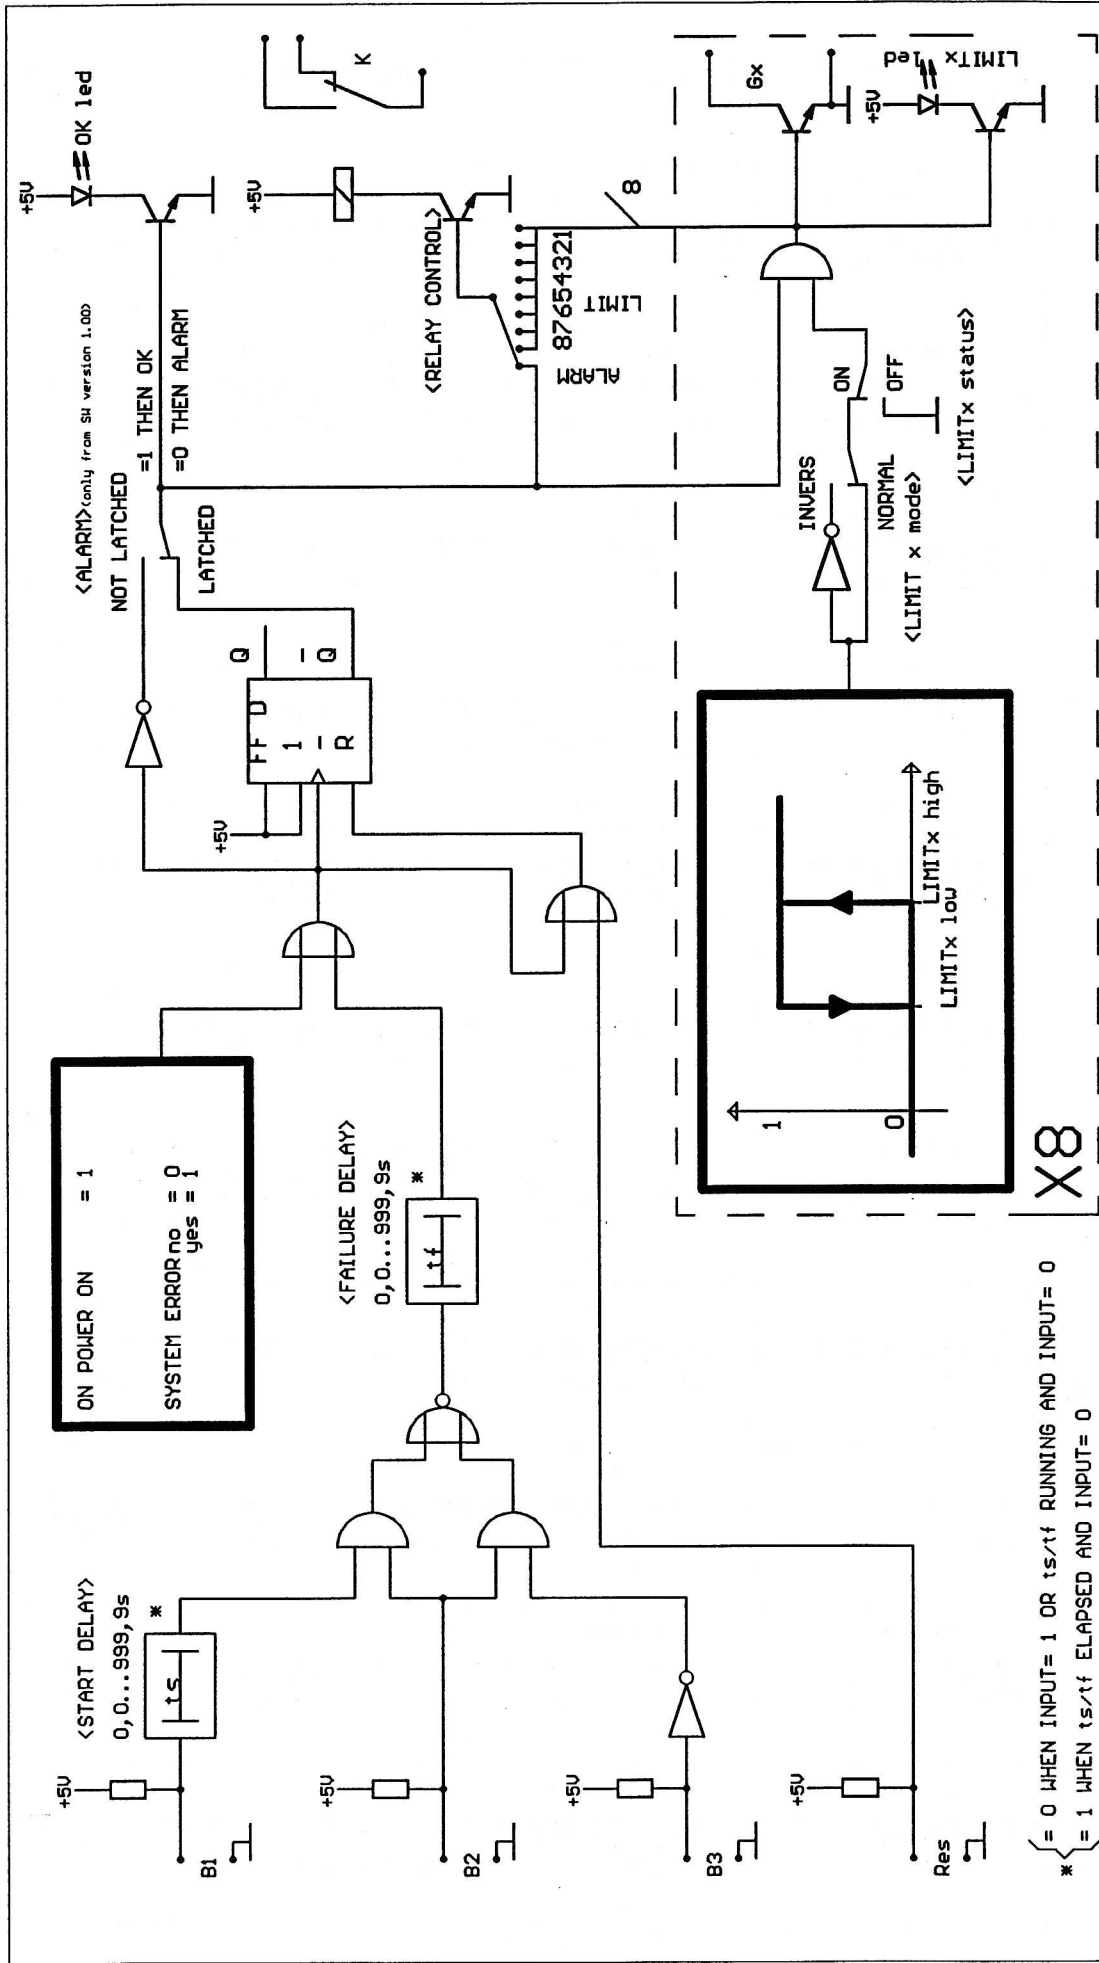 +5V
<START DELAY>
0,0...999,9s
*
ts
B1
+5V
B2
+5V
B3
+5V
Res
ON POWER ON = 1
SYSTEM ERROR no = 0
yes = 1
<FAILURE DELAY>
0,0...999,9s
*
tf
+5V
FF D
1
R
Q
Q
<ALARM>(only from SW version 1.00)
NOT LATCHED
LATCHED
=1 THEN OK
=0 THEN ALARM
+5V
OK led
+5V
<RELAY CONTROL>
K
ALARM
87654321
LIMIT
8
1
0
LIMITx low
LIMITx high
INVERS
NORMAL
<LIMIT x mode>
ON
OFF
<LIMITx status>
Gx
+5V
LIMITx led
X8
* = 0 WHEN INPUT= 1 OR ts/tf RUNNING AND INPUT= 0
= 1 WHEN ts/tf ELAPSED AND INPUT= 0